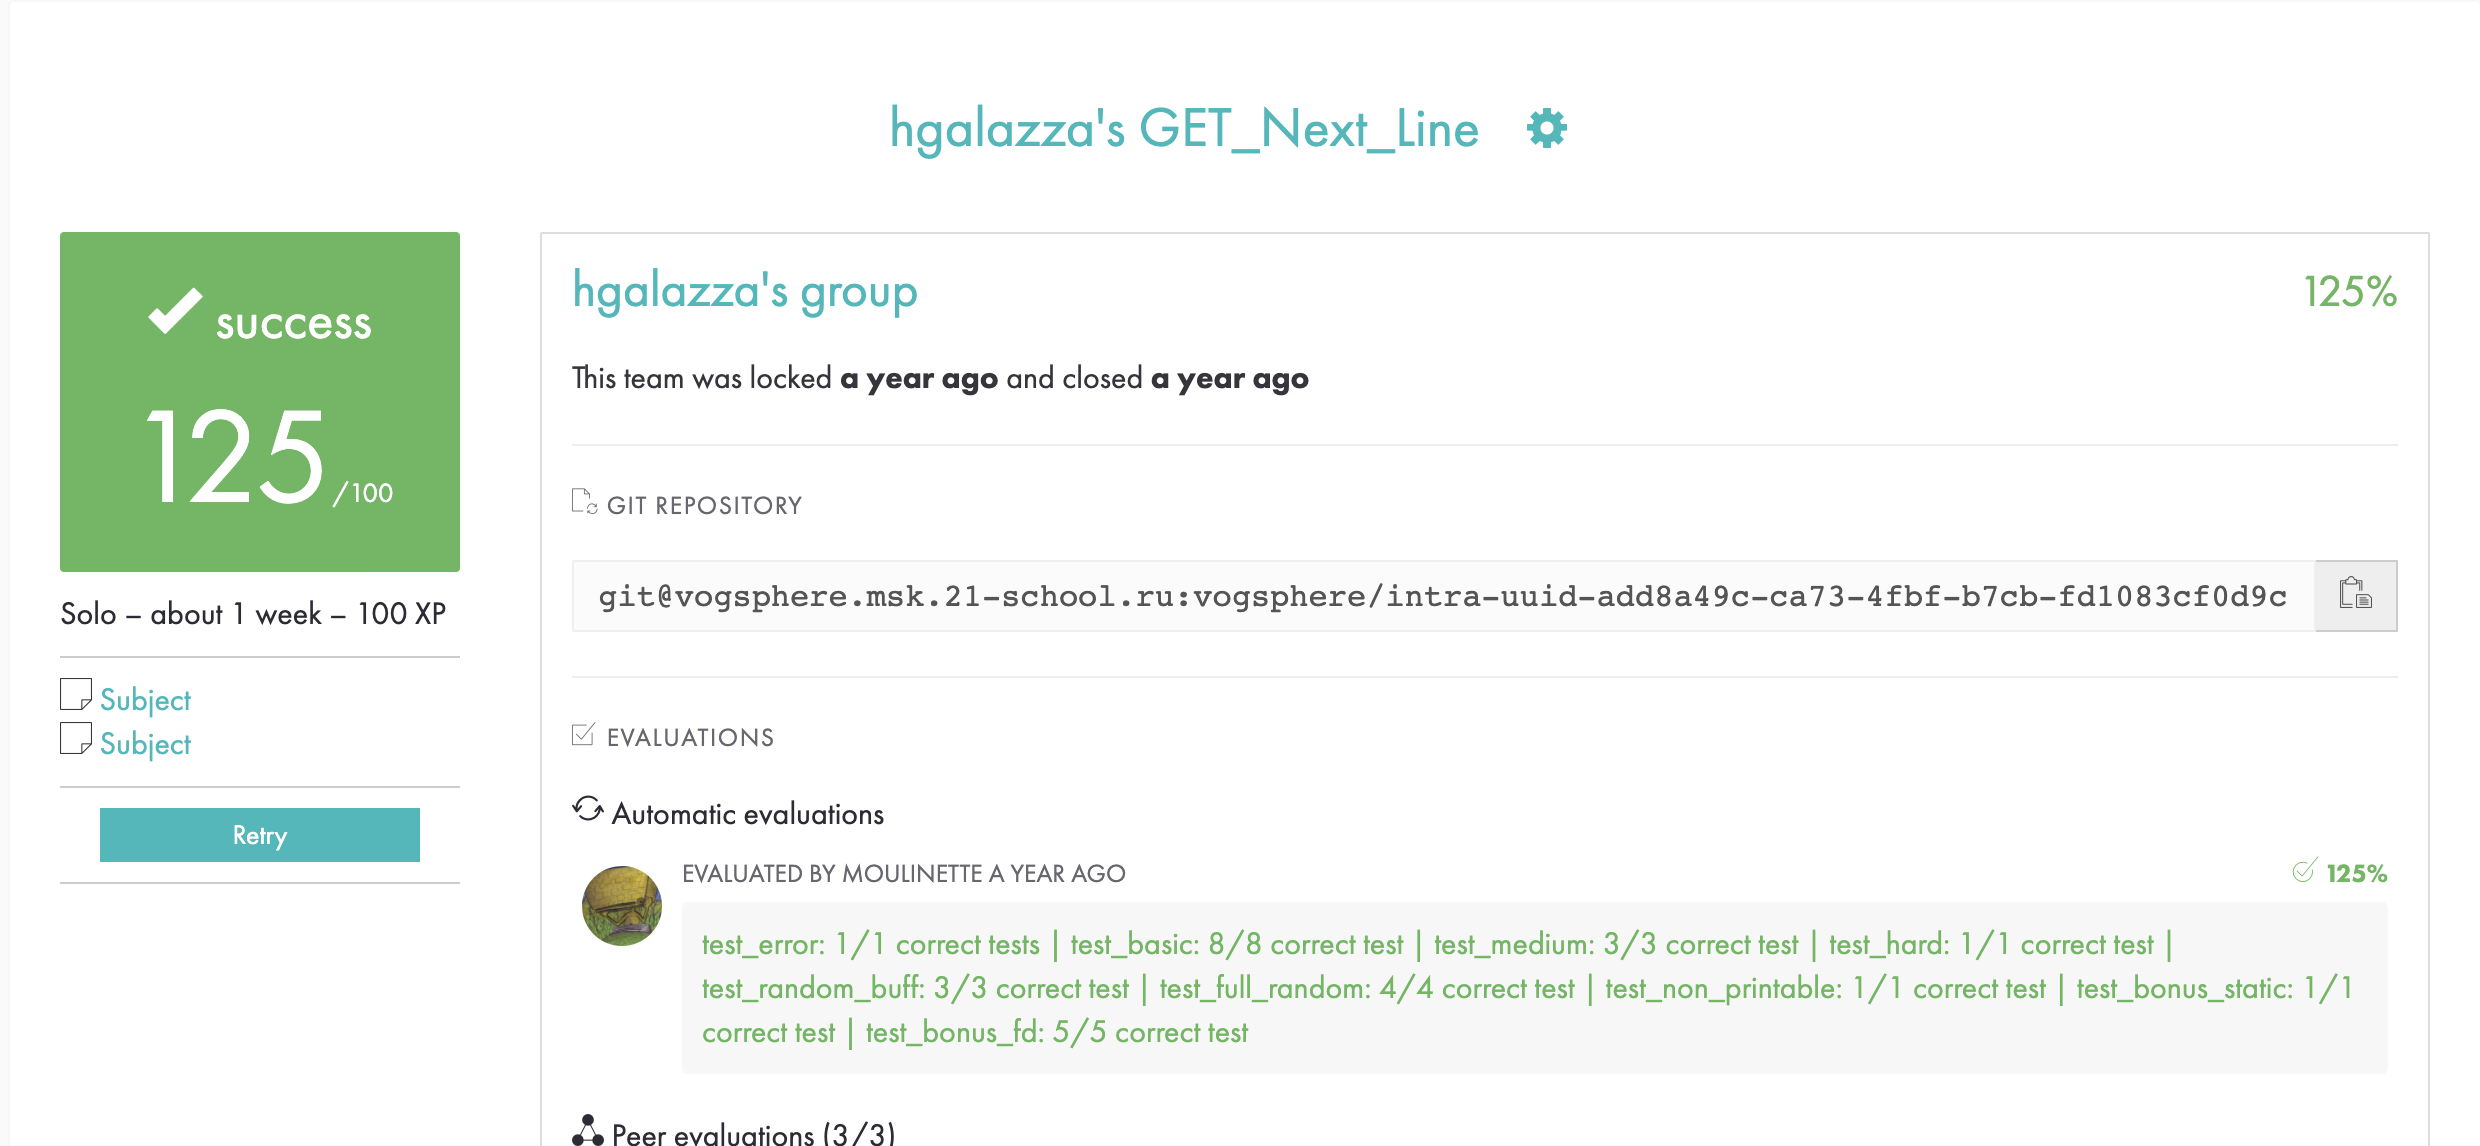 hgalazza's GET_Next_Line
success
125 /100
Solo – about 1 week – 100 XP
Subject
Subject
Retry
hgalazza's group
125%
This team was locked a year ago and closed a year ago
GIT REPOSITORY
git@vogsphere.msk.21-school.ru:vogsphere/intra-uuid-add8a49c-ca73-4fbf-b7cb-fd1083cf0d9c
EVALUATIONS
Automatic evaluations
EVALUATED BY MOULINETTE A YEAR AGO
125%
test_error: 1/1 correct tests | test_basic: 8/8 correct test | test_medium: 3/3 correct test | test_hard: 1/1 correct test |
test_random_buff: 3/3 correct test | test_full_random: 4/4 correct test | test_non_printable: 1/1 correct test | test_bonus_static: 1/1
correct test | test_bonus_fd: 5/5 correct test
Peer evaluations (3/3)